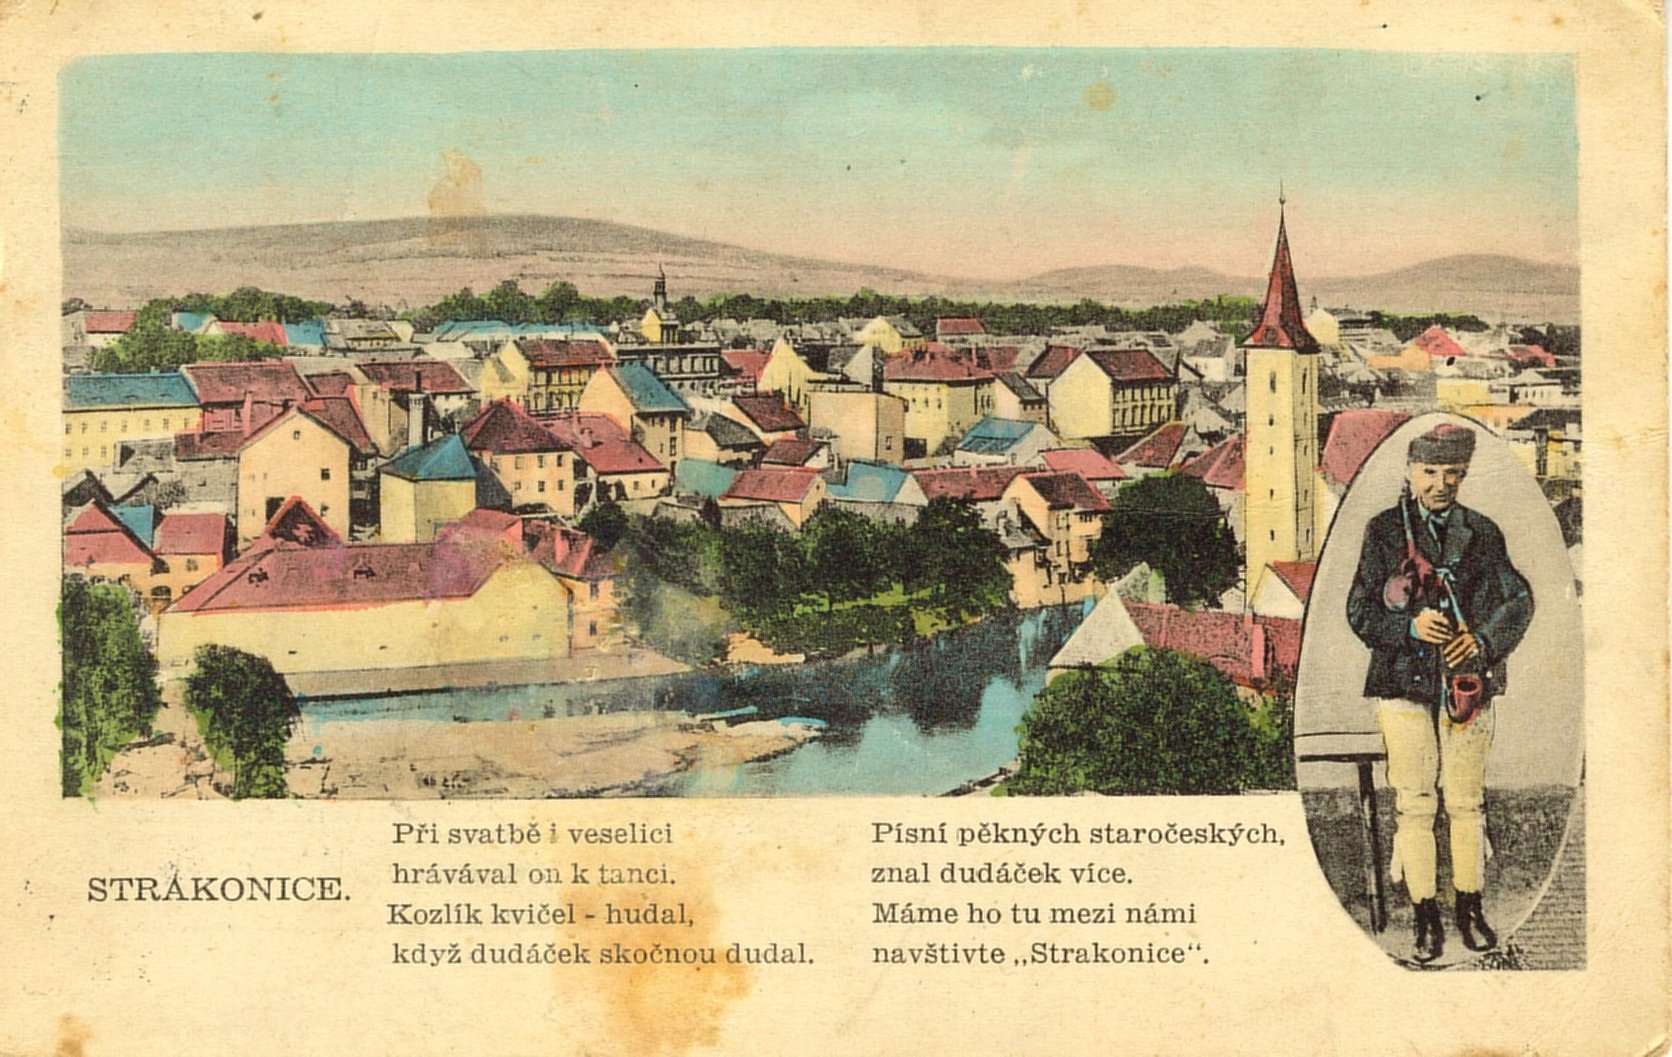 STRAKONICE.
Při svatbě i veselici
hrávával on k tanci.
Kozlík kvičel - hudal,
když dudáček skočnou dudal.
Písní pěkných staročeských,
znal dudáček více.
Máme ho tu mezi námi
navštivte „Strakonice“.